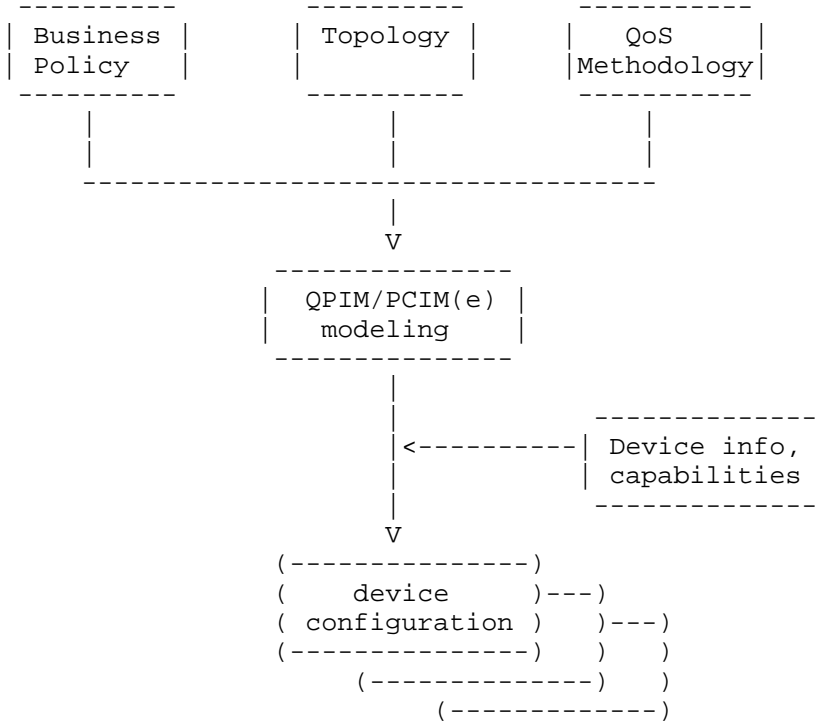 Business Topology QoS
Policy Methodology
V
QPIM/PCIM(e)
modeling
Device info,
capabilities
V
device
configuration